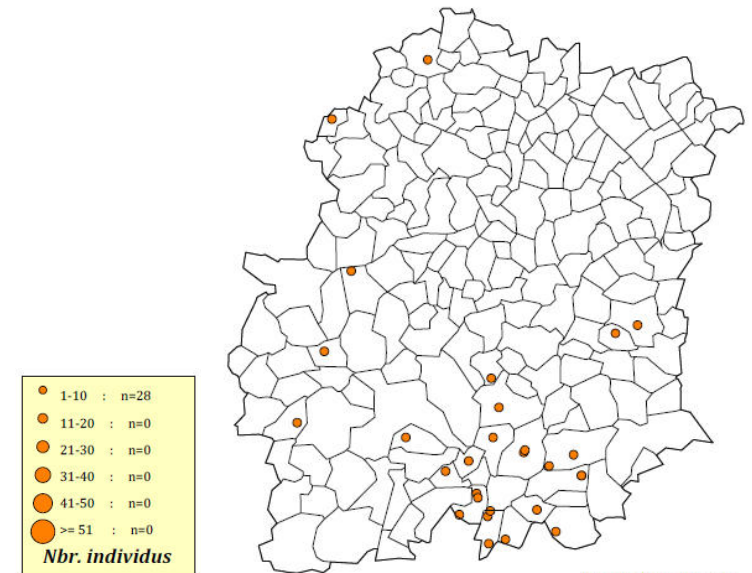 1-10 : n=28
11-20 : n=0
21-30 : n=0
31-40 : n=0
41-50 : n=0
>= 51 : n=0
Nbr. individus